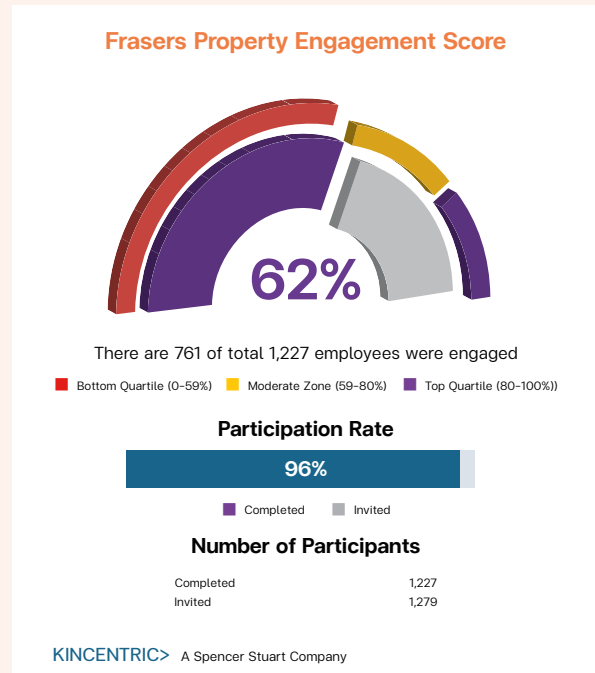 Frasers Property Engagement Score
62%
There are 761 of total 1,227 employees were engaged
Bottom Quartile (0-59%) Moderate Zone (59-80%) Top Quartile (80-100%))
Participation Rate
96%
Completed Invited
Number of Participants
Completed 1,227
Invited 1,279
KINCENTRIC> A Spencer Stuart Company